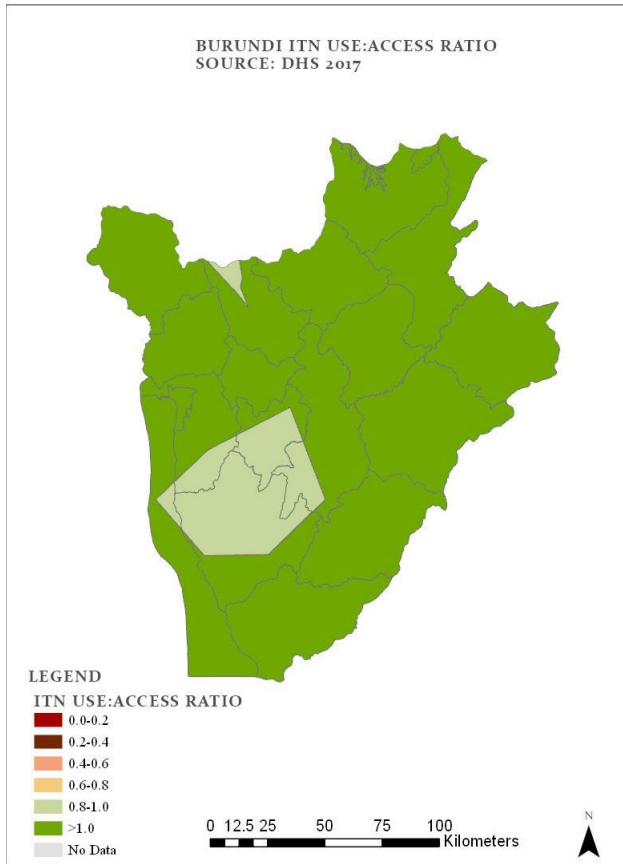 BURUNDI ITN USE:ACCESS RATIO
SOURCE: DHS 2017
LEGEND
ITN USE:ACCESS RATIO
0.0-0.2
0.2-0.4
0.4-0.6
0.6-0.8
0.8-1.0
>1.0
No Data
0 12.5 25 50 75 100
Kilometers
N